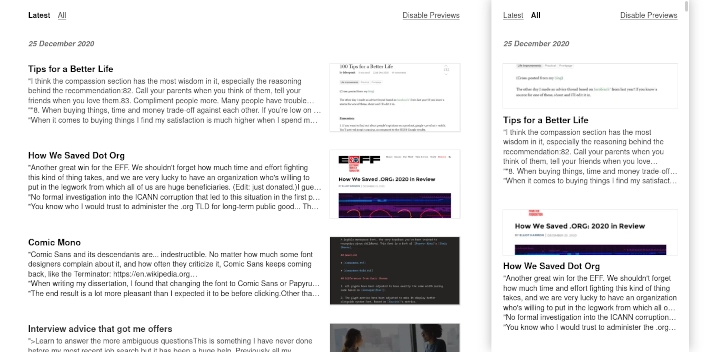 Latest All Disable Previews
25 December 2020
Tips for a Better Life
"I think the compassion section has the most wisdom in it, especially the reasoning
behind the recommendation:82. Call your parents when you think of them, tell your
friends when you love them.83. Compliment people more. Many people have trouble…
""8. When buying things, time and money trade off against each other. If you're low on …
"When it comes to buying things I find my satisfaction is much higher when I spend m…
100 Tips for a Better Life
How We Saved Dot Org
"Another great win for the EFF. We shouldn't forget how much time and effort fighting
this kind of thing takes, and we are very lucky to have an organization who's willing to
put in the legwork from which all of us are huge beneficiaries. (Edit: just donated.)I gue…
"No formal investigation into the ICANN corruption that led to this situation in the first p…
"You know who I would trust to administer the .org TLD for long-term public good… Th…
EOFF
How We Saved .ORG: 2020 in Review
Comic Mono
"Comic Sans and its descendants are... indestructible. No matter how much some font
designers complain about it, and how often they criticize it, Comic Sans keeps coming
back, like the Terminator: https://en.wikipedia.org…
"When writing my dissertation, I found that changing the font to Comic Sans or Papyru…
"The end result is a lot more pleasant than I expected it to be before clicking.Other tha…
Interview advice that got me offers
">Learn to answer the more ambiguous questionsThis is something I have never done
before my most recent job search but it has been a huge help. Previously all my
Latest All Disable Previews
25 December 2020
Tips for a Better Life
"I think the compassion section has the most
wisdom in it, especially the reasoning behind the
recommendation:82. Call your parents when you
think of them, tell your friends when you love…
""8. When buying things, time and money trade off…
"When it comes to buying things I find my satisfact…
How We Saved .ORG: 2020 in Review
How We Saved Dot Org
"Another great win for the EFF. We shouldn't forget
how much time and effort fighting this kind of thing
takes, and we are very lucky to have an organization
who's willing to put in the legwork from which all o…
"No formal investigation into the ICANN corruption…
"You know who I would trust to administer the .org…